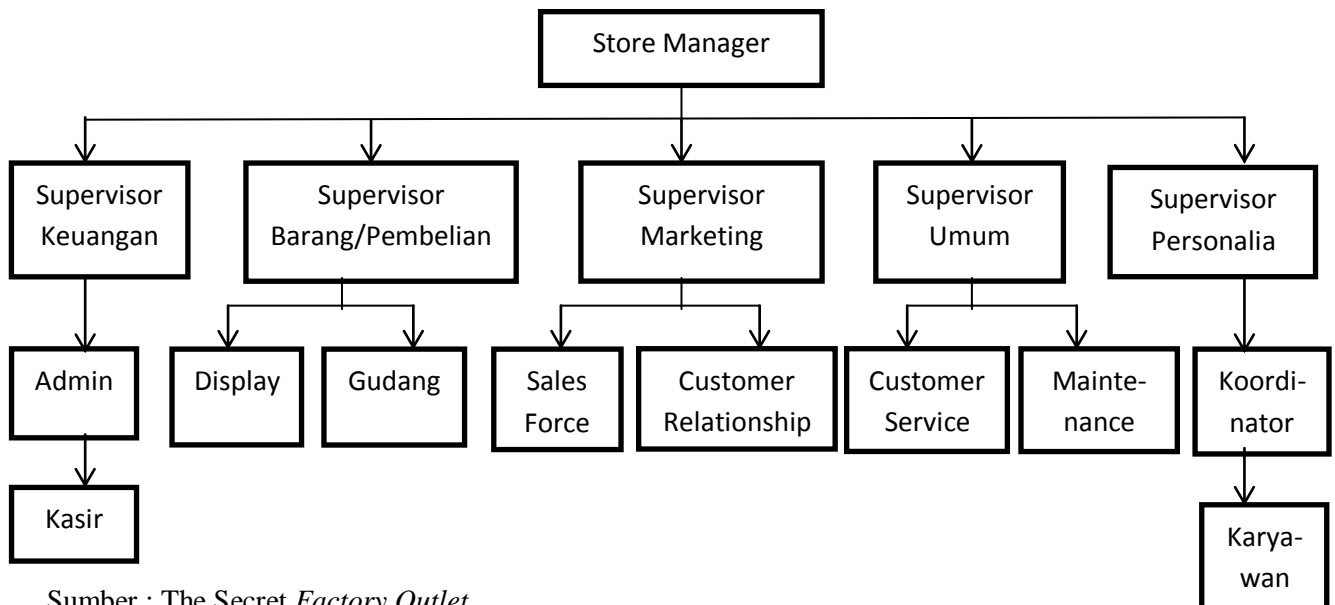 Store Manager
Supervisor
Keuangan
Supervisor
Barang/Pembelian
Supervisor
Marketing
Supervisor
Umum
Supervisor
Personalia
Admin
Display
Gudang
Sales
Force
Customer
Relationship
Customer
Service
Mainte-
nance
Koordi-
nator
Kasir
Karya-
wan
Sumber : The Secret Factory Outlet